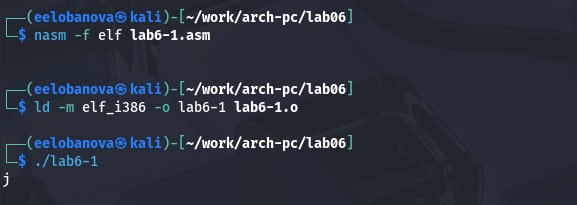 ┌──(eelobanova㉿kali)-[~/work/arch-pc/lab06]
└─$ nasm -f elf lab6-1.asm
┌──(eelobanova㉿kali)-[~/work/arch-pc/lab06]
└─$ ld -m elf_i386 -o lab6-1 lab6-1.o
┌──(eelobanova㉿kali)-[~/work/arch-pc/lab06]
└─$ ./lab6-1
j